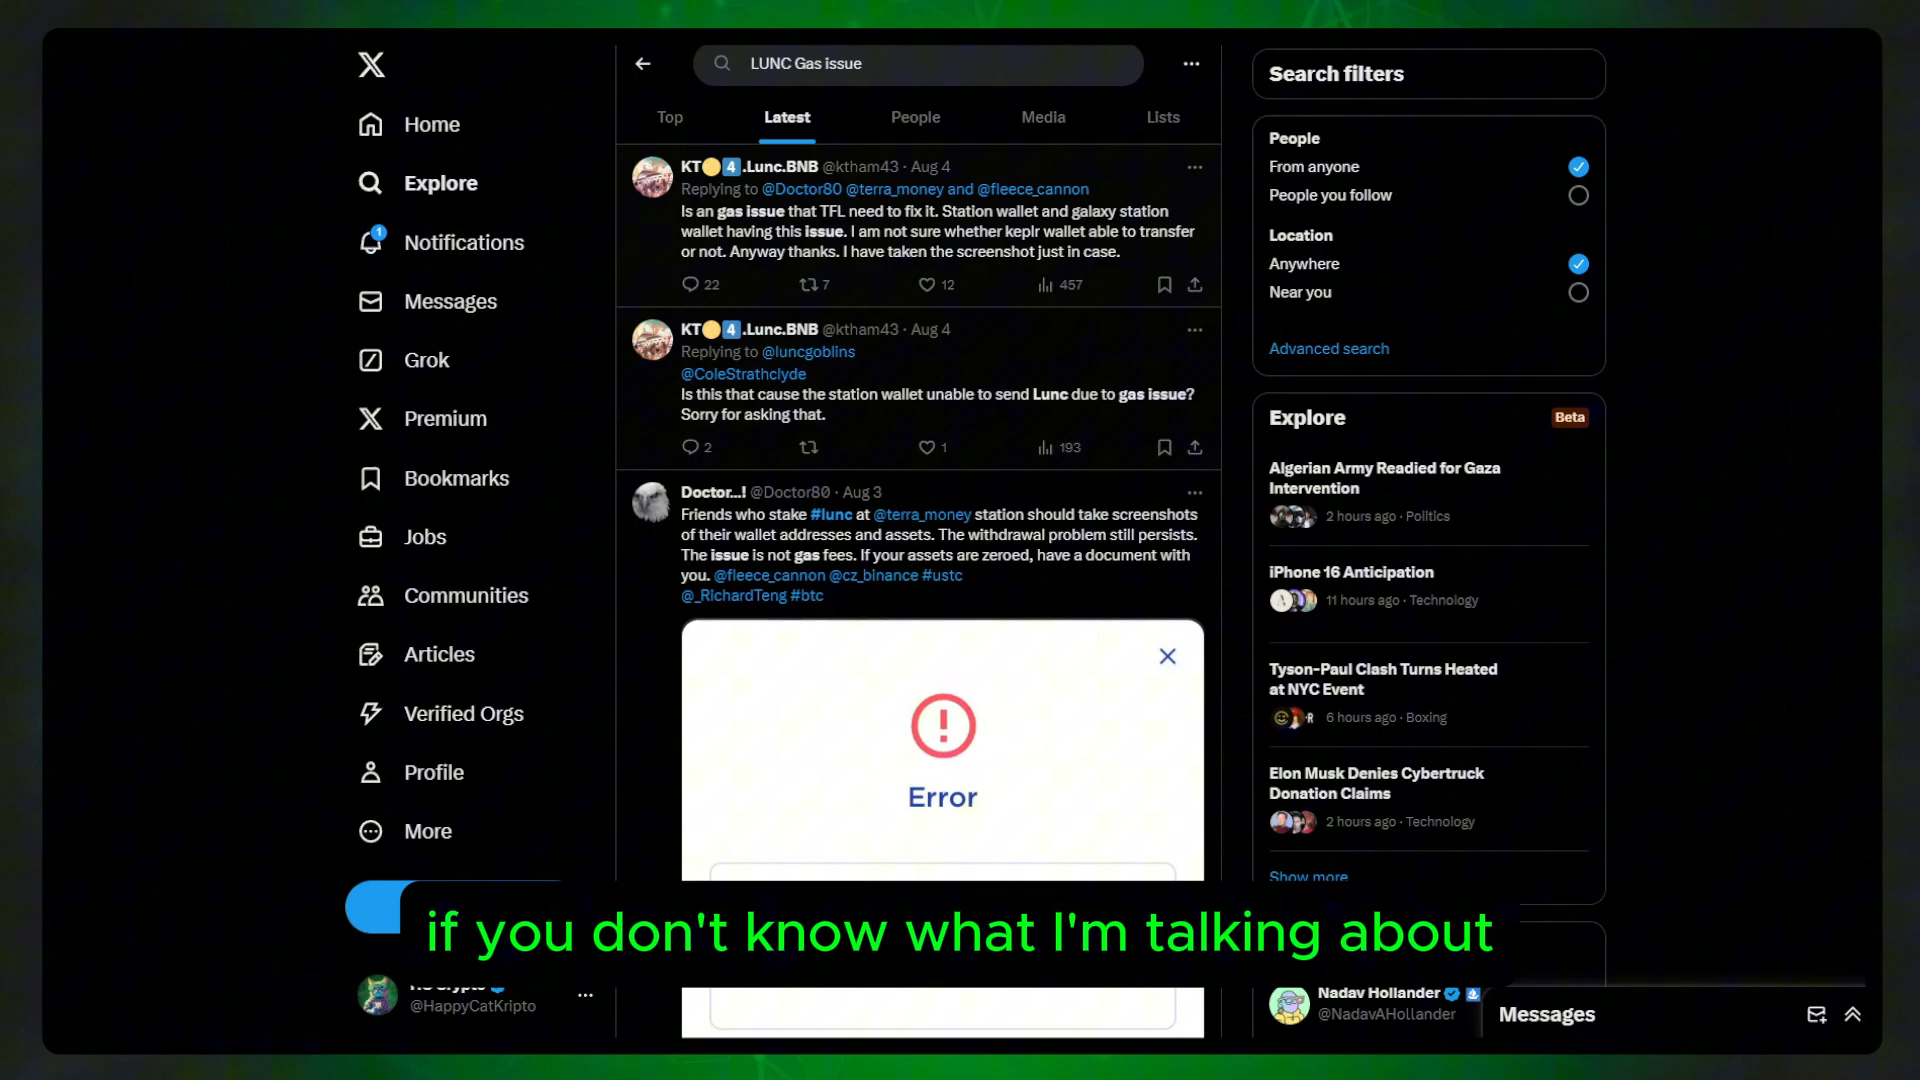 Home
Explore
1
Notifications
Messages
Grok
Premium
Bookmarks
Jobs
Communities
Articles
Verified Orgs
Profile
More
@HappyCatKripto
LUNC Gas issue
Top
Latest
People
Media
Lists
KT🟡4️⃣.Lunc.BNB @ktham43 · Aug 4
Replying to @Doctor80 @terra_money and @fleece_cannon
Is an gas issue that TFL need to fix it. Station wallet and galaxy station
wallet having this issue. I am not sure whether keplr wallet able to transfer
or not. Anyway thanks. I have taken the screenshot just in case.
22
7
12
457
KT🟡4️⃣.Lunc.BNB @ktham43 · Aug 4
Replying to @luncgoblins
@ColeStrathclyde
Is this that cause the station wallet unable to send Lunc due to gas issue?
Sorry for asking that.
2
1
193
Doctor...! @Doctor80 · Aug 3
Friends who stake #lunc at @terra_money station should take screenshots
of their wallet addresses and assets. The withdrawal problem still persists.
The issue is not gas fees. If your assets are zeroed, have a document with
you. @fleece_cannon @cz_binance #ustc
@_RichardTeng #btc
Error
if you don't know what I'm talking about
Search filters
People
From anyone
People you follow
Location
Anywhere
Near you
Advanced search
Explore
Beta
Algerian Army Readied for Gaza
Intervention
2 hours ago · Politics
iPhone 16 Anticipation
11 hours ago · Technology
Tyson-Paul Clash Turns Heated
at NYC Event
6 hours ago · Boxing
Elon Musk Denies Cybertruck
Donation Claims
2 hours ago · Technology
Show more
Nadav Hollander
@NadavAHollander
Messages